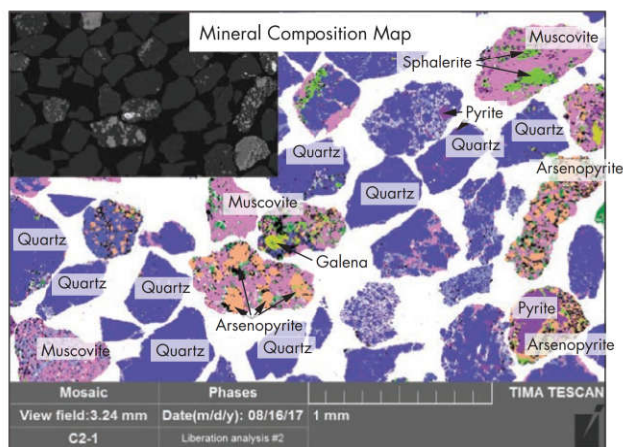 Mineral Composition Map
Muscovite
Sphalerite
Pyrite
Quartz
Quartz
Quartz
Quartz
Arsenopyrite
Muscovite
Quartz
Galena
Quartz
Quartz
Pyrite
Arsenopyrite
Arsenopyrite
Muscovite
Quartz
Quartz
Mosaic Phases TIMA TESCAN
View field:3.24 mm Date(m/d/y): 08/16/17 1 mm
C2-1 Liberation analysis #2